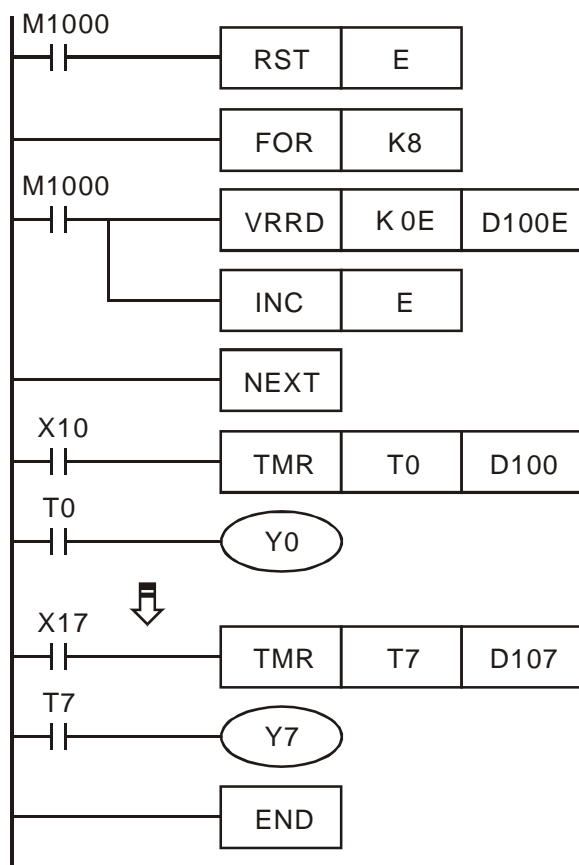 M1000
RST E
FOR K8
M1000
VRRD K 0E D100E
INC E
NEXT
X10
TMR T0 D100
T0
Y0
X17
TMR T7 D107
T7
Y7
END